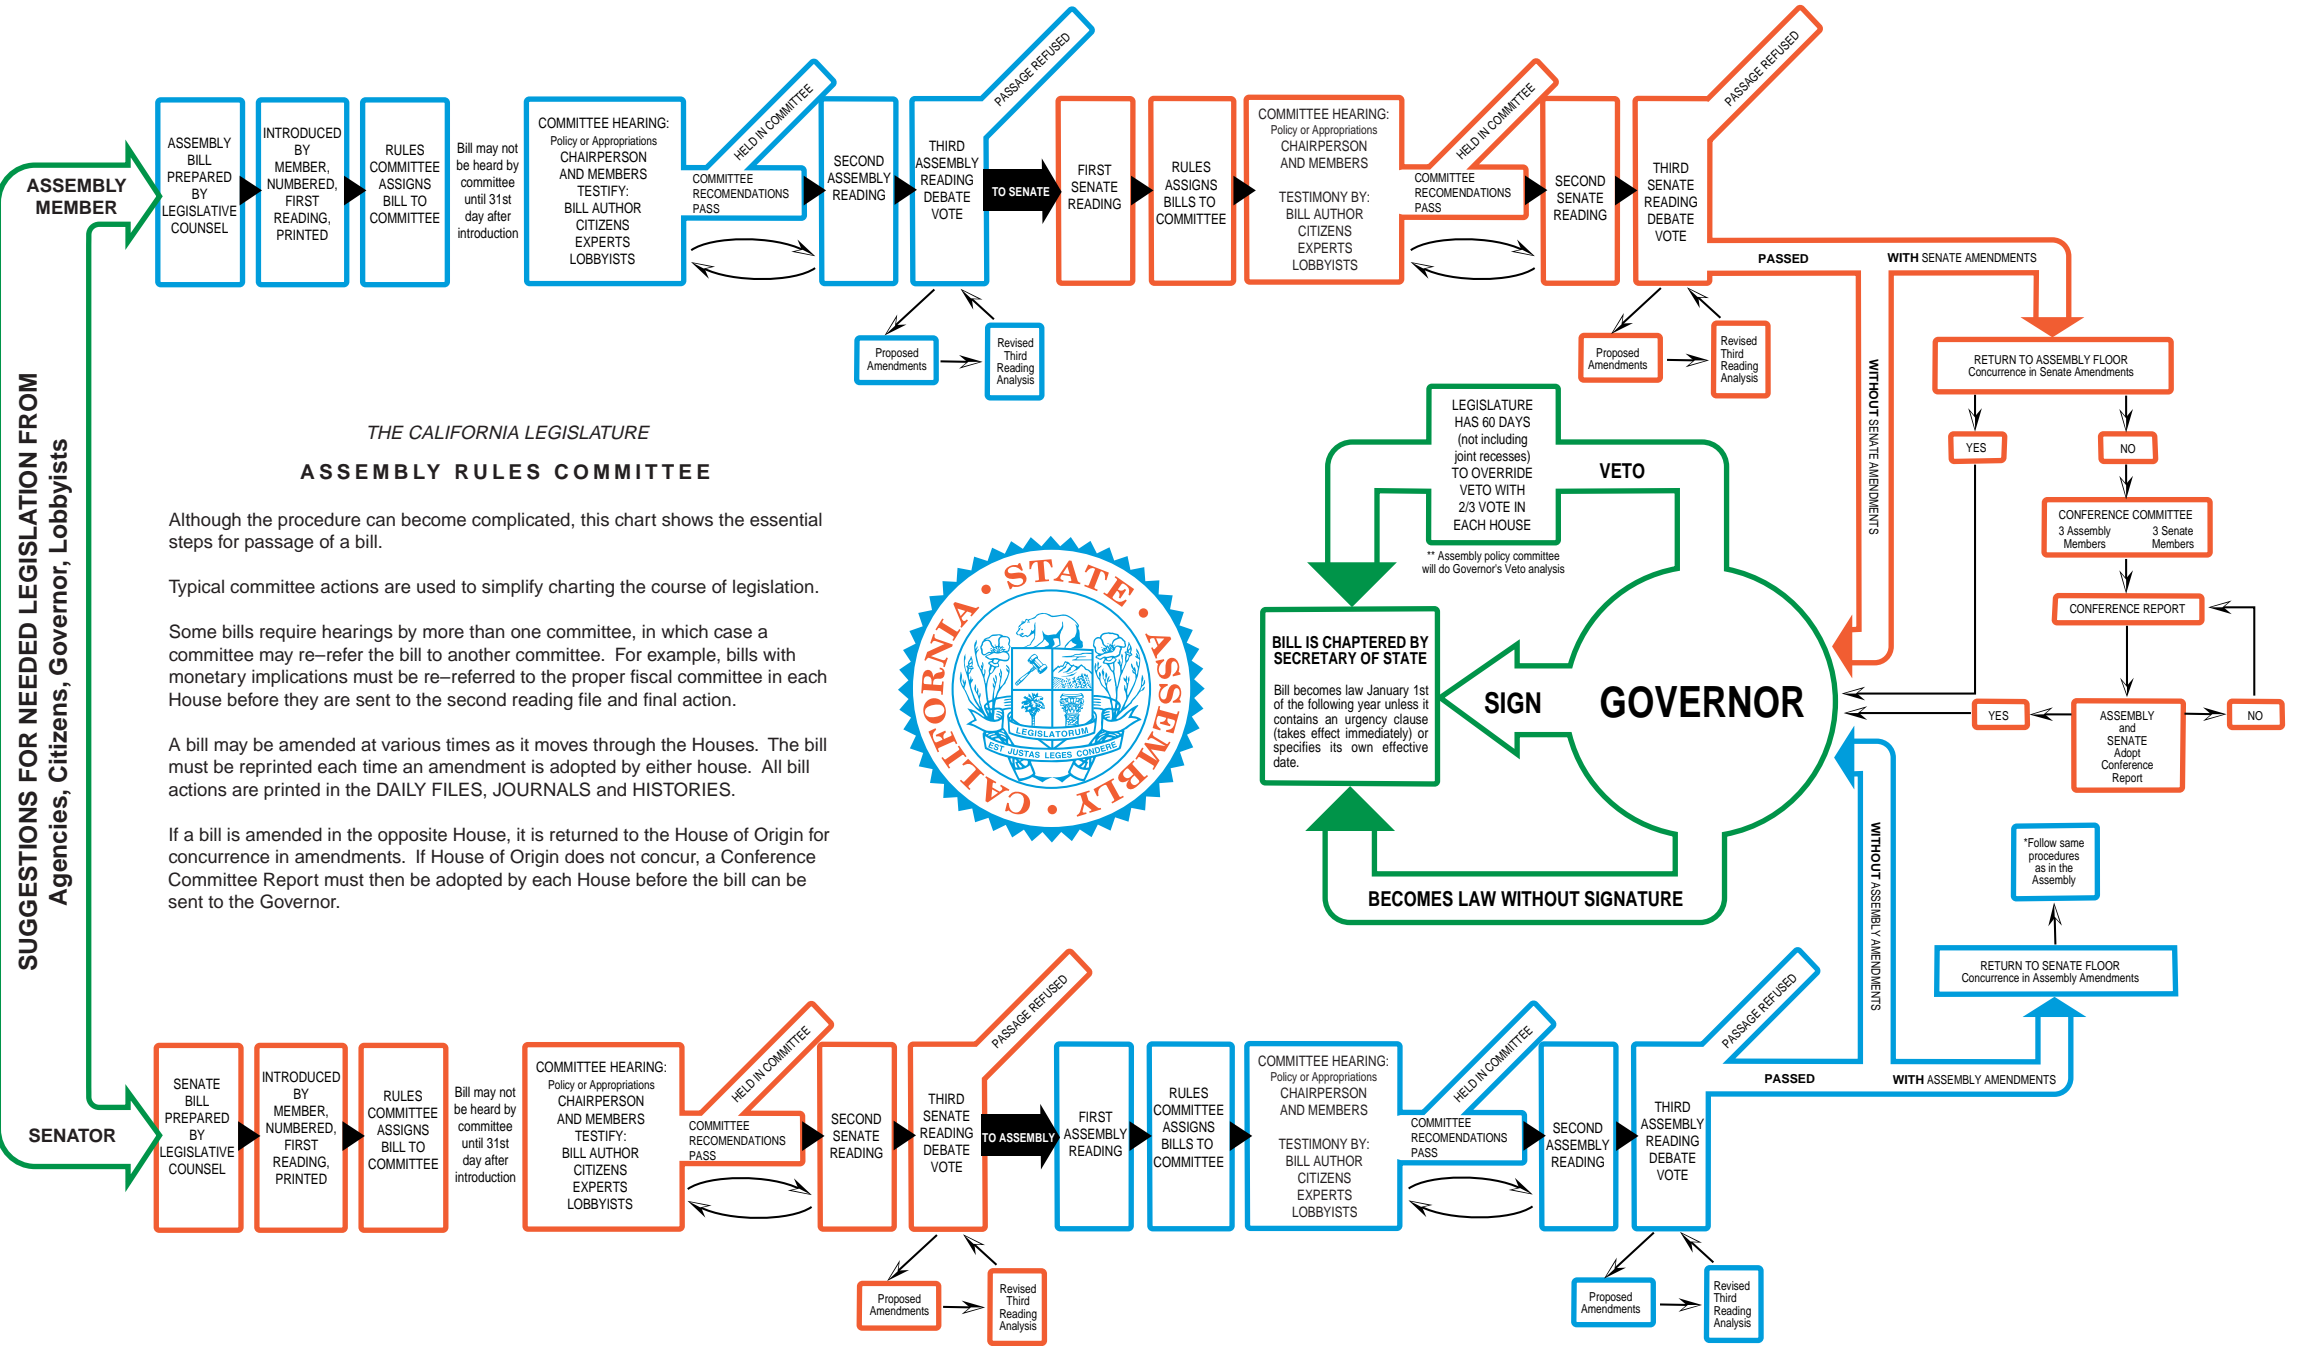 SUGGESTIONS FOR NEEDED LEGISLATION FROM
Agencies, Citizens, Governor, Lobbyists
ASSEMBLY
MEMBER
ASSEMBLY
BILL
PREPARED
BY
LEGISLATIVE
COUNSEL
INTRODUCED
BY
MEMBER,
NUMBERED,
FIRST
READING,
PRINTED
RULES
COMMITTEE
ASSIGNS
BILL TO
COMMITTEE
Bill may not
be heard by
committee
until 31st
day after
introduction
COMMITTEE HEARING:
Policy or Appropriations
CHAIRPERSON
AND MEMBERS
TESTIFY:
BILL AUTHOR
CITIZENS
EXPERTS
LOBBYISTS
HELD IN COMMITTEE
COMMITTEE
RECOMENDATIONS
PASS
SECOND
ASSEMBLY
READING
PASSAGE REFUSED
THIRD
ASSEMBLY
READING
DEBATE
VOTE
Proposed
Amendments
Revised
Third
Reading
Analysis
TO SENATE
FIRST
SENATE
READING
RULES
ASSIGNS
BILLS TO
COMMITTEE
COMMITTEE HEARING:
Policy or Appropriations
CHAIRPERSON
AND MEMBERS
TESTIMONY BY:
BILL AUTHOR
CITIZENS
EXPERTS
LOBBYISTS
HELD IN COMMITTEE
COMMITTEE
RECOMENDATIONS
PASS
SECOND
SENATE
READING
PASSAGE REFUSED
THIRD
SENATE
READING
DEBATE
VOTE
Proposed
Amendments
Revised
Third
Reading
Analysis
PASSED
WITH SENATE AMENDMENTS
WITHOUT SENATE AMENDMENTS
RETURN TO ASSEMBLY FLOOR
Concurrence in Senate Amendments
YES
NO
CONFERENCE COMMITTEE
3 Assembly 3 Senate
Members Members
CONFERENCE REPORT
YES
ASSEMBLY
and
SENATE
Adopt
Conference
Report
NO
THE CALIFORNIA LEGISLATURE
ASSEMBLY RULES COMMITTEE
Although the procedure can become complicated, this chart shows the essential
steps for passage of a bill.
Typical committee actions are used to simplify charting the course of legislation.
Some bills require hearings by more than one committee, in which case a
committee may re–refer the bill to another committee. For example, bills with
monetary implications must be re–referred to the proper fiscal committee in each
House before they are sent to the second reading file and final action.
A bill may be amended at various times as it moves through the Houses. The bill
must be reprinted each time an amendment is adopted by either house. All bill
actions are printed in the DAILY FILES, JOURNALS and HISTORIES.
If a bill is amended in the opposite House, it is returned to the House of Origin for
concurrence in amendments. If House of Origin does not concur, a Conference
Committee Report must then be adopted by each House before the bill can be
sent to the Governor.
CALIFORNIA • STATE • ASSEMBLY •
LEGISLATORUM
EST JUSTAS LEGES CONDERE
LEGISLATURE
HAS 60 DAYS
(not including
joint recesses)
TO OVERRIDE
VETO WITH
2/3 VOTE IN
EACH HOUSE
** Assembly policy committee
will do Governor's Veto analysis
VETO
BILL IS CHAPTERED BY
SECRETARY OF STATE
Bill becomes law January 1st
of the following year unless it
contains an urgency clause
(takes effect immediately) or
specifies its own effective
date.
SIGN
GOVERNOR
BECOMES LAW WITHOUT SIGNATURE
SENATOR
SENATE
BILL
PREPARED
BY
LEGISLATIVE
COUNSEL
INTRODUCED
BY
MEMBER,
NUMBERED,
FIRST
READING,
PRINTED
RULES
COMMITTEE
ASSIGNS
BILL TO
COMMITTEE
Bill may not
be heard by
committee
until 31st
day after
introduction
COMMITTEE HEARING:
Policy or Appropriations
CHAIRPERSON
AND MEMBERS
TESTIFY:
BILL AUTHOR
CITIZENS
EXPERTS
LOBBYISTS
HELD IN COMMITTEE
COMMITTEE
RECOMENDATIONS
PASS
SECOND
SENATE
READING
PASSAGE REFUSED
THIRD
SENATE
READING
DEBATE
VOTE
Proposed
Amendments
Revised
Third
Reading
Analysis
TO ASSEMBLY
FIRST
ASSEMBLY
READING
RULES
COMMITTEE
ASSIGNS
BILLS TO
COMMITTEE
COMMITTEE HEARING:
Policy or Appropriations
CHAIRPERSON
AND MEMBERS
TESTIMONY BY:
BILL AUTHOR
CITIZENS
EXPERTS
LOBBYISTS
HELD IN COMMITTEE
COMMITTEE
RECOMENDATIONS
PASS
SECOND
ASSEMBLY
READING
PASSAGE REFUSED
THIRD
ASSEMBLY
READING
DEBATE
VOTE
Proposed
Amendments
Revised
Third
Reading
Analysis
PASSED
WITH ASSEMBLY AMENDMENTS
WITHOUT ASSEMBLY AMENDMENTS
RETURN TO SENATE FLOOR
Concurrence in Assembly Amendments
*Follow same
procedures
as in the
Assembly